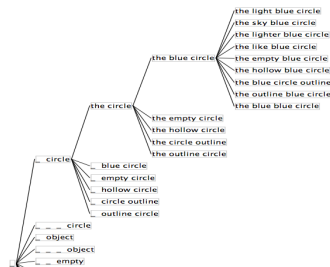 the light blue circle
the sky blue circle
the lighter blue circle
the like blue circle
the blue circle
the empty blue circle
the hollow blue circle
the blue circle outline
the outline blue circle
the circle
the blue blue circle
the empty circle
the hollow circle
the circle outline
the outline circle
_ circle
_ blue circle
_ empty circle
_ hollow circle
_ circle outline
_ outline circle
_ _ _ circle
_ object
_ _ _ object
_ _ empty